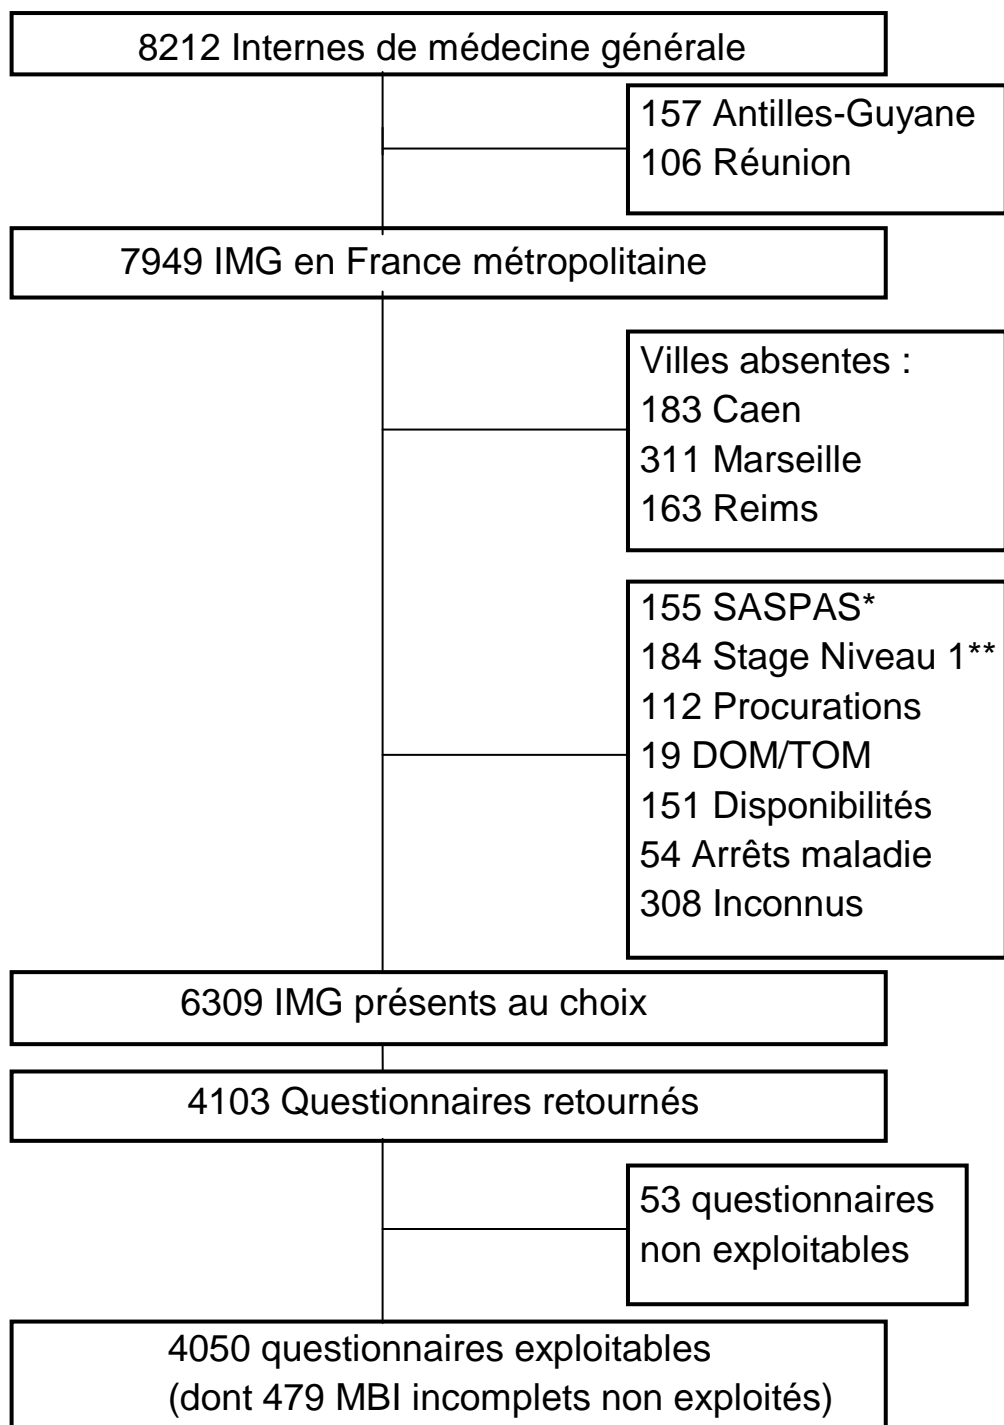 8212 Internes de médecine générale
157 Antilles-Guyane
106 Réunion
7949 IMG en France métropolitaine
Villes absentes :
183 Caen
311 Marseille
163 Reims
155 SASPAS*
184 Stage Niveau 1**
112 Procurations
19 DOM/TOM
151 Disponibilités
54 Arrêts maladie
308 Inconnus
6309 IMG présents au choix
4103 Questionnaires retournés
53 questionnaires
non exploitables
4050 questionnaires exploitables
(dont 479 MBI incomplets non exploités)